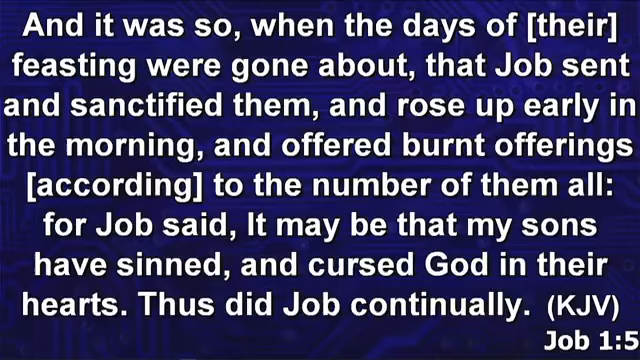 And it was so, when the days of [their]
feasting were gone about, that Job sent
and sanctified them, and rose up early in
the morning, and offered burnt offerings
[according] to the number of them all:
for Job said, It may be that my sons
have sinned, and cursed God in their
hearts. Thus did Job continually. (KJV)
Job 1:5